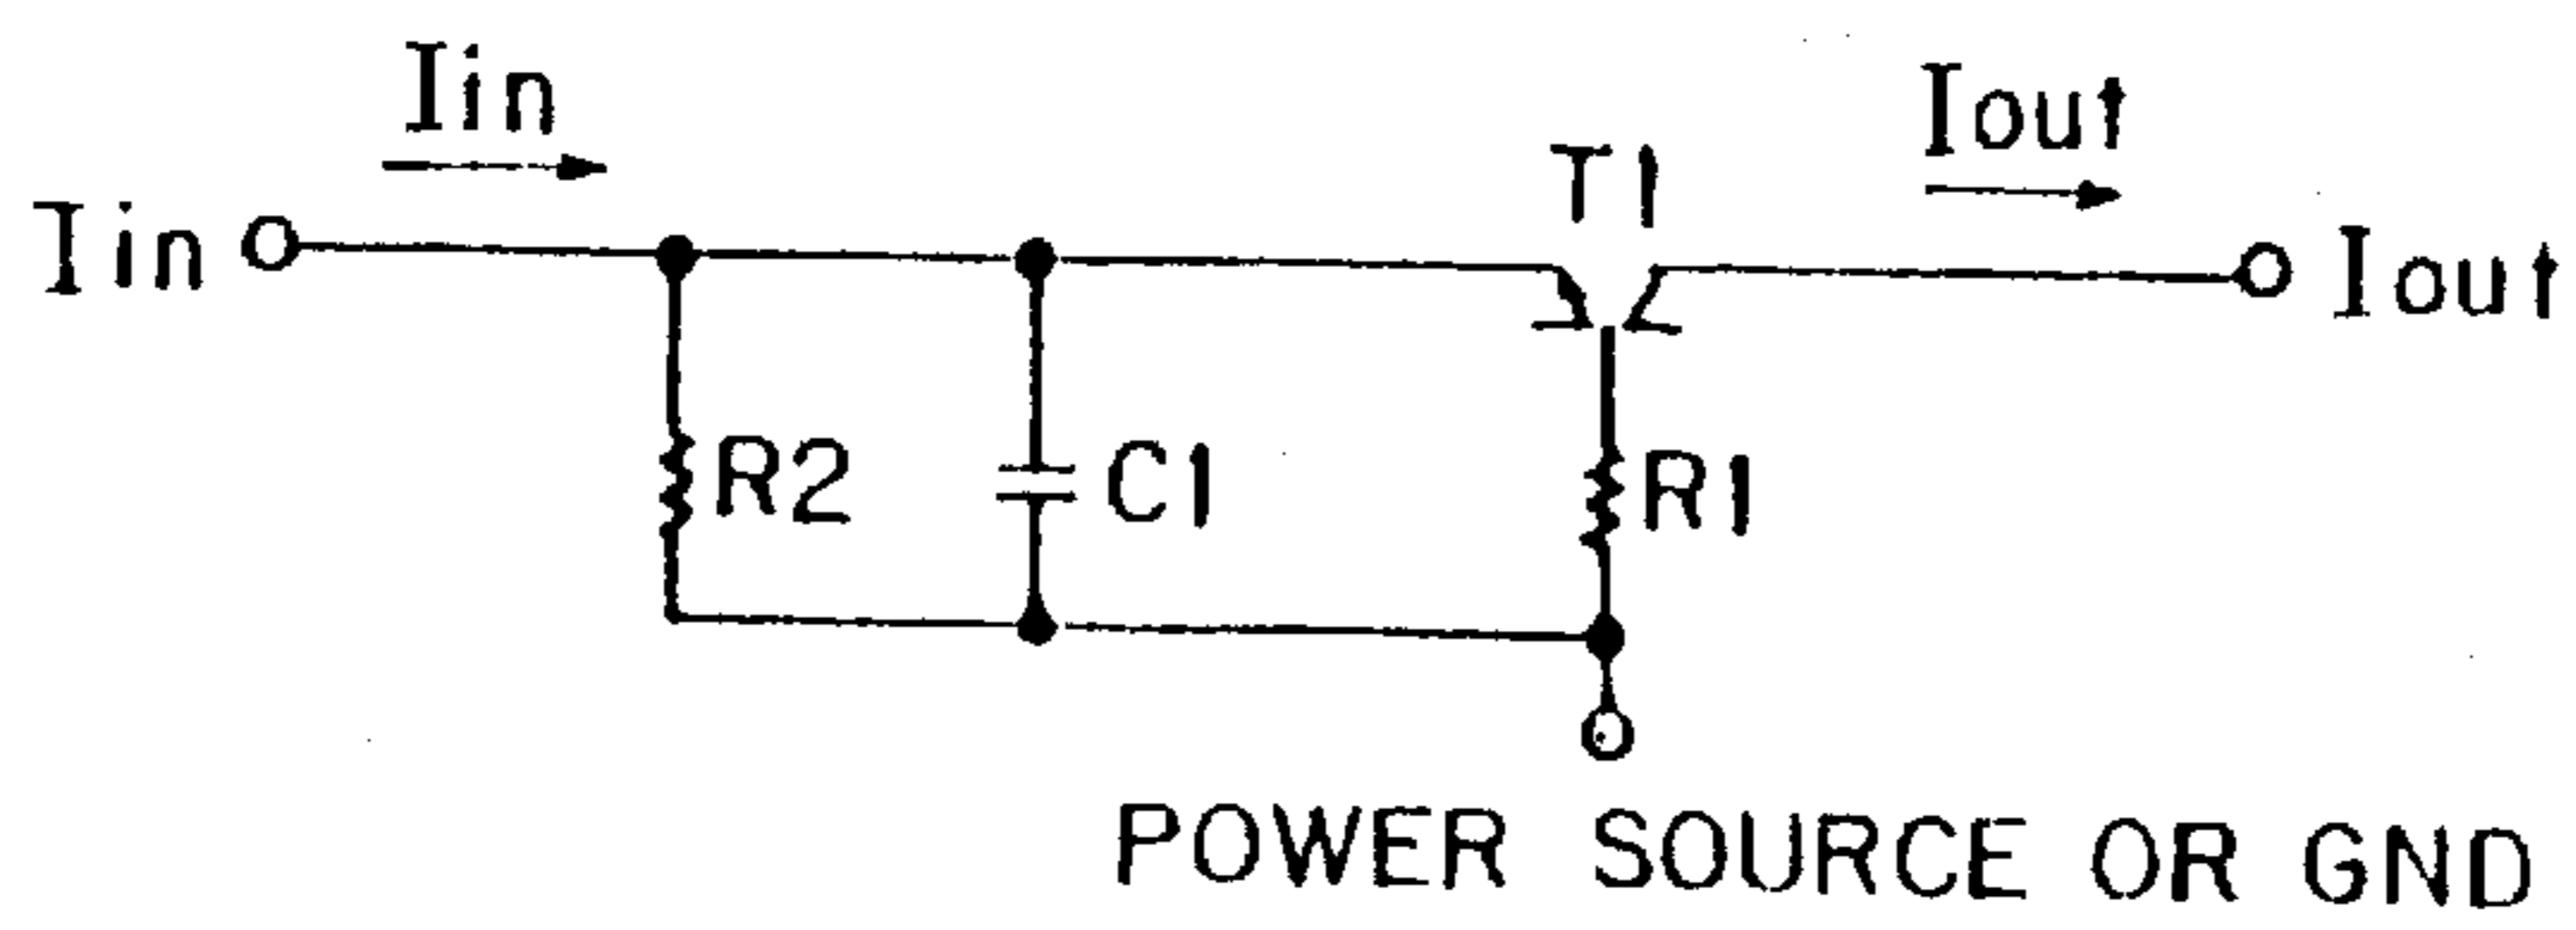 Iin
Iout
T1
Iin
Iout
R2
C1
R1
POWER SOURCE OR GND